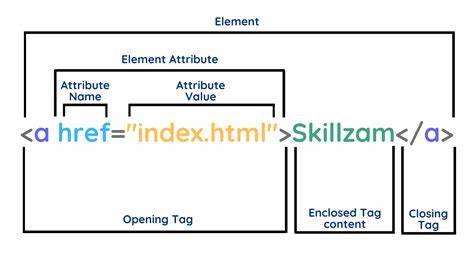 Element
Element Attribute
Attribute Name
Attribute Value
<a href="index.html">Skillzam</a>
Opening Tag
Enclosed Tag content
Closing Tag